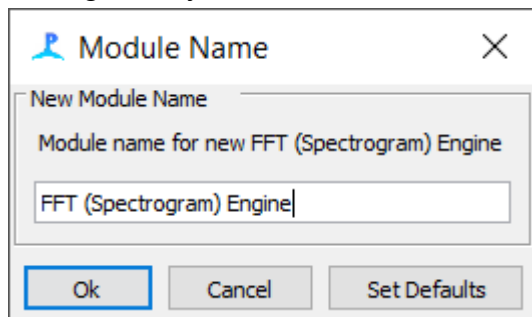 Module Name
New Module Name
Module name for new FFT (Spectrogram) Engine
FFT (Spectrogram) Engine
Ok Cancel Set Defaults